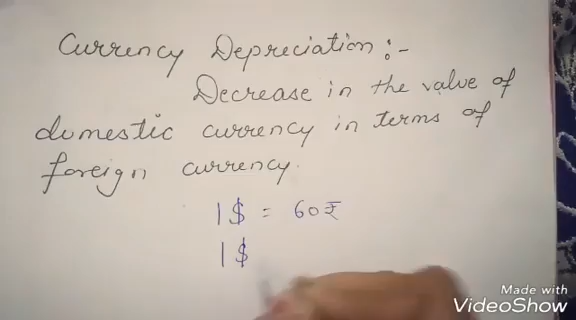 Currency Depreciation :-
Decrease in the value of
domestic currency in terms of
foreign currency.
1$ = 60₹
1$
Made with
VideoShow